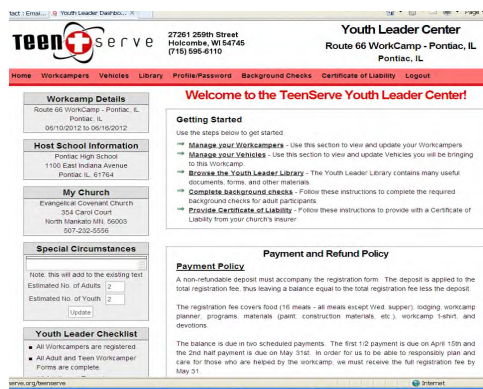 tact : Emai...
Youth Leader Dashbo...
Page
TEEN serve
27261 259th Street
Holcombe, WI 54745
(715) 595-6110
Youth Leader Center
Route 66 WorkCamp - Pontiac, IL
Pontiac, IL
Home Workcampers Vehicles Library Profile/Password Background Checks Certificate of Liability Logout
Workcamp Details
Route 66 WorkCamp - Pontiac, IL
Pontiac, IL
06/10/2012 to 06/16/2012
Host School Information
Pontiac High School
1100 East Indiana Avenue
Pontiac IL 61764
My Church
Evangelical Covenant Church
354 Carol Court
North Mankato MN, 56003
507-232-5556
Special Circumstances
Note: this will add to the existing text
Estimated No. of Adults 2
Estimated No. of Youth 2
Update
Youth Leader Checklist
All Workcampers are registered
All Adult and Teen Workcamper
Forms are complete.
Welcome to the TeenServe Youth Leader Center!
Getting Started
Use the steps below to get started
Manage your Workcampers - Use this section to view and update your Workcampers
Manage your Vehicles - Use this section to view and update Vehicles you will be bringing
to this Workcamp.
Browse the Youth Leader Library - The Youth Leader Library contains many useful
documents, forms, and other materials.
Complete background checks - Follow these instructions to complete the required
background checks for adult participants.
Provide Certificate of Liability - Follow these instructions to provide with a Certificate of
Liability from your church's insurer
Payment and Refund Policy
Payment Policy
A non-refundable deposit must accompany the registration form. The deposit is applied to the
total registration fee, thus leaving a balance equal to the total registration fee less the deposit.
The registration fee covers food (16 meals - all meals except Wed. supper), lodging, workcamp
planner, programs, materials (paint, construction materials, etc.), workcamp t-shirt, and
devotions.
The balance is due in two scheduled payments. The first 1/2 payment is due on April 15th and
the 2nd half payment is due on May 31st. In order for us to be able to responsibly plan and
care for those who are helped by the workcamp, we must receive the full registration fee by
May 31.
serve.org/teenserve
Internet